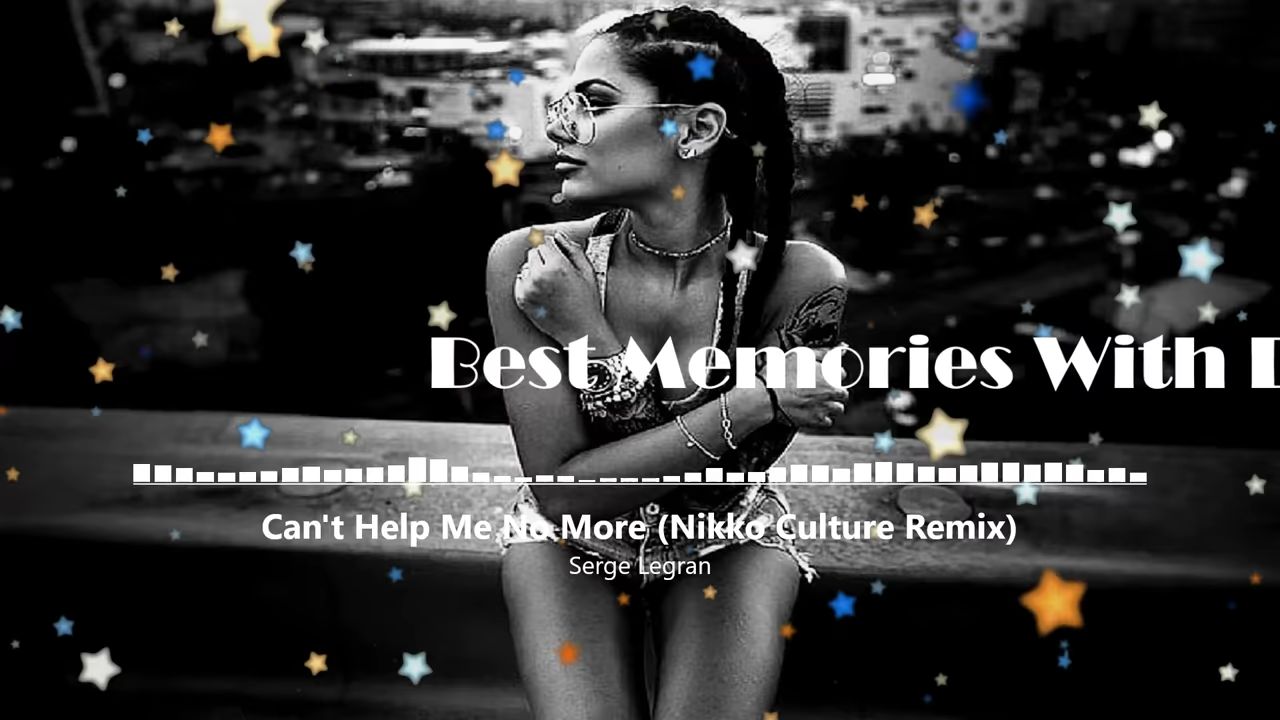 Best Memories With
Can't Help Me No More (Nikko Culture Remix)
Serge Legran